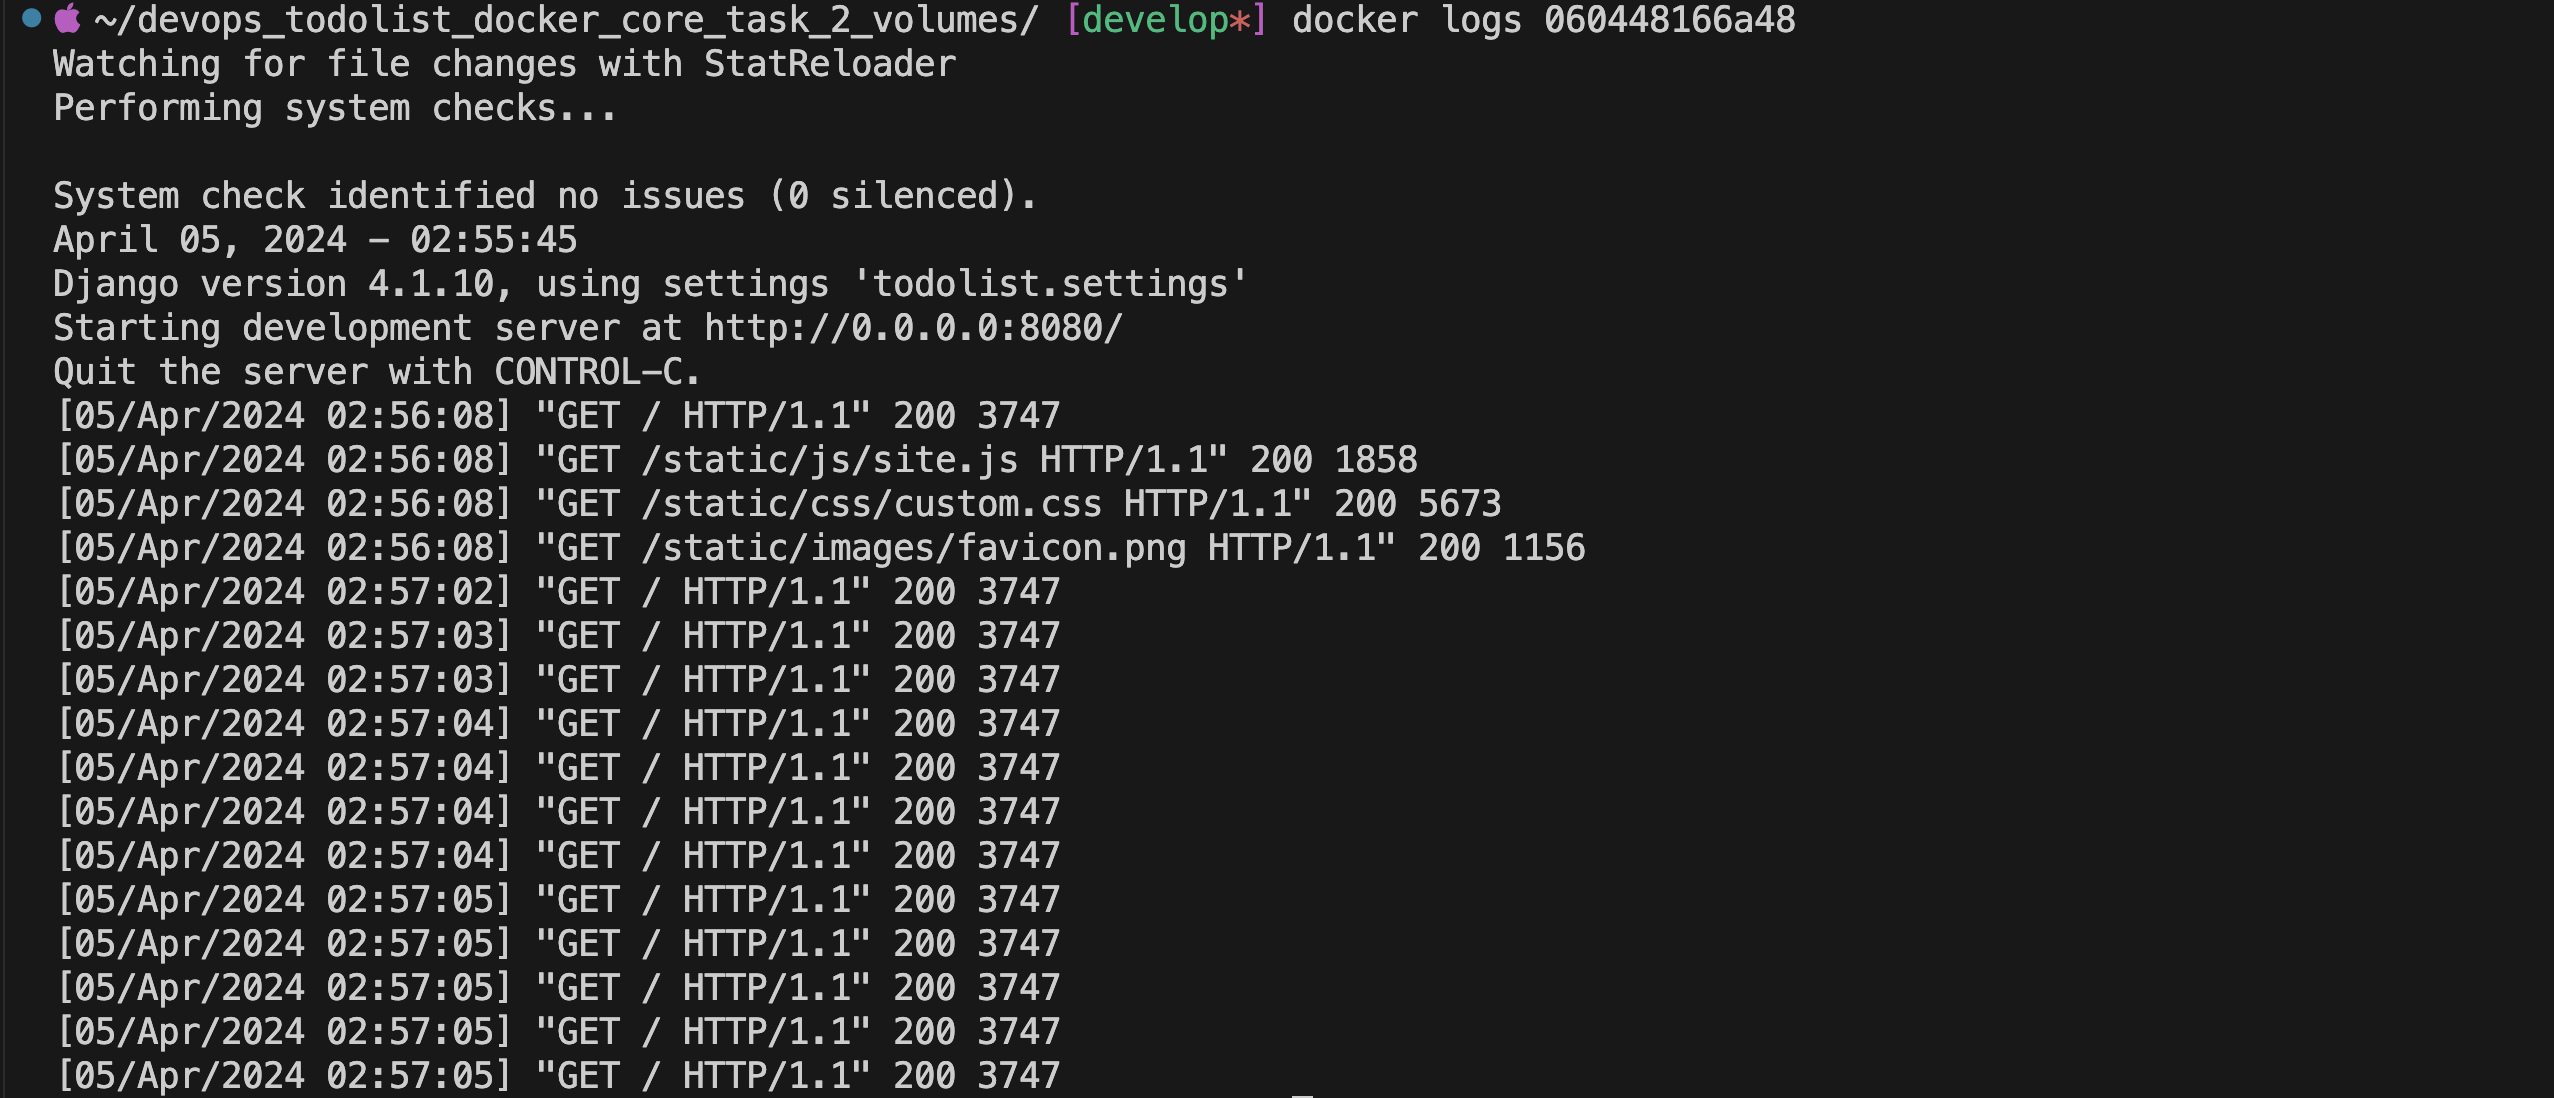 ~/devops_todolist_docker_core_task_2_volumes/ [develop*] docker logs 060448166a48
Watching for file changes with StatReloader
Performing system checks...
System check identified no issues (0 silenced).
April 05, 2024 - 02:55:45
Django version 4.1.10, using settings 'todolist.settings'
Starting development server at http://0.0.0.0:8080/
Quit the server with CONTROL-C.
[05/Apr/2024 02:56:08] "GET / HTTP/1.1" 200 3747
[05/Apr/2024 02:56:08] "GET /static/js/site.js HTTP/1.1" 200 1858
[05/Apr/2024 02:56:08] "GET /static/css/custom.css HTTP/1.1" 200 5673
[05/Apr/2024 02:56:08] "GET /static/images/favicon.png HTTP/1.1" 200 1156
[05/Apr/2024 02:57:02] "GET / HTTP/1.1" 200 3747
[05/Apr/2024 02:57:03] "GET / HTTP/1.1" 200 3747
[05/Apr/2024 02:57:03] "GET / HTTP/1.1" 200 3747
[05/Apr/2024 02:57:04] "GET / HTTP/1.1" 200 3747
[05/Apr/2024 02:57:04] "GET / HTTP/1.1" 200 3747
[05/Apr/2024 02:57:04] "GET / HTTP/1.1" 200 3747
[05/Apr/2024 02:57:04] "GET / HTTP/1.1" 200 3747
[05/Apr/2024 02:57:05] "GET / HTTP/1.1" 200 3747
[05/Apr/2024 02:57:05] "GET / HTTP/1.1" 200 3747
[05/Apr/2024 02:57:05] "GET / HTTP/1.1" 200 3747
[05/Apr/2024 02:57:05] "GET / HTTP/1.1" 200 3747
[05/Apr/2024 02:57:05] "GET / HTTP/1.1" 200 3747